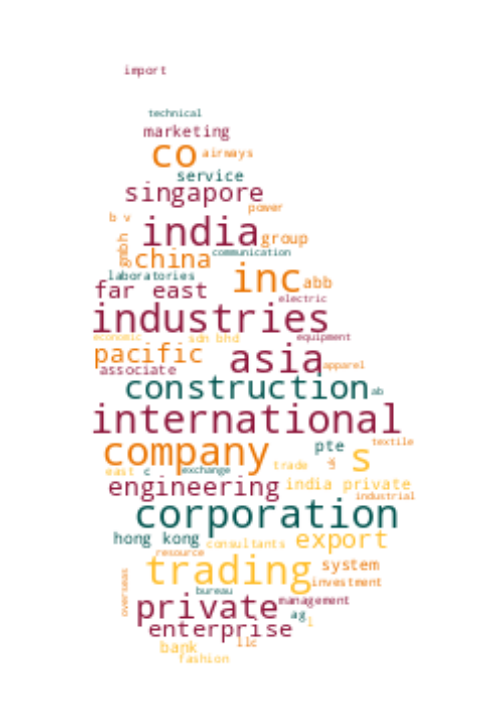 import
technical
marketing
co airways
service
singapore
power
b v
india group
gmbh
communication
china
laboratories
inc abb
far east
electric
industries
economic sdn bhd equipment
pacific asia
apparel
associate
construction ab
international
company pte textile
s
east c exchange trade
engineering india private
industrial
corporation
hong kong consultants export
resource
trading system
investment
bureau
overseas
private management
ag l
enterprise
llc
bank
fashion